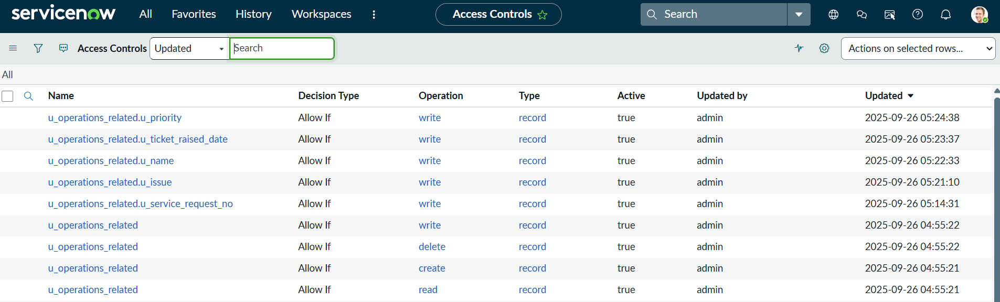 servicenow All Favorites History Workspaces Access Controls Search
Access Controls Updated Search Actions on selected rows...
All
Name Decision Type Operation Type Active Updated by Updated
u_operations_related.u_priority Allow If write record true admin 2025-09-26 05:24:38
u_operations_related.u_ticket_raised_date Allow If write record true admin 2025-09-26 05:23:37
u_operations_related.u_name Allow If write record true admin 2025-09-26 05:22:33
u_operations_related.u_issue Allow If write record true admin 2025-09-26 05:21:10
u_operations_related.u_service_request_no Allow If write record true admin 2025-09-26 05:14:31
u_operations_related Allow If write record true admin 2025-09-26 04:55:22
u_operations_related Allow If delete record true admin 2025-09-26 04:55:22
u_operations_related Allow If create record true admin 2025-09-26 04:55:21
u_operations_related Allow If read record true admin 2025-09-26 04:55:21